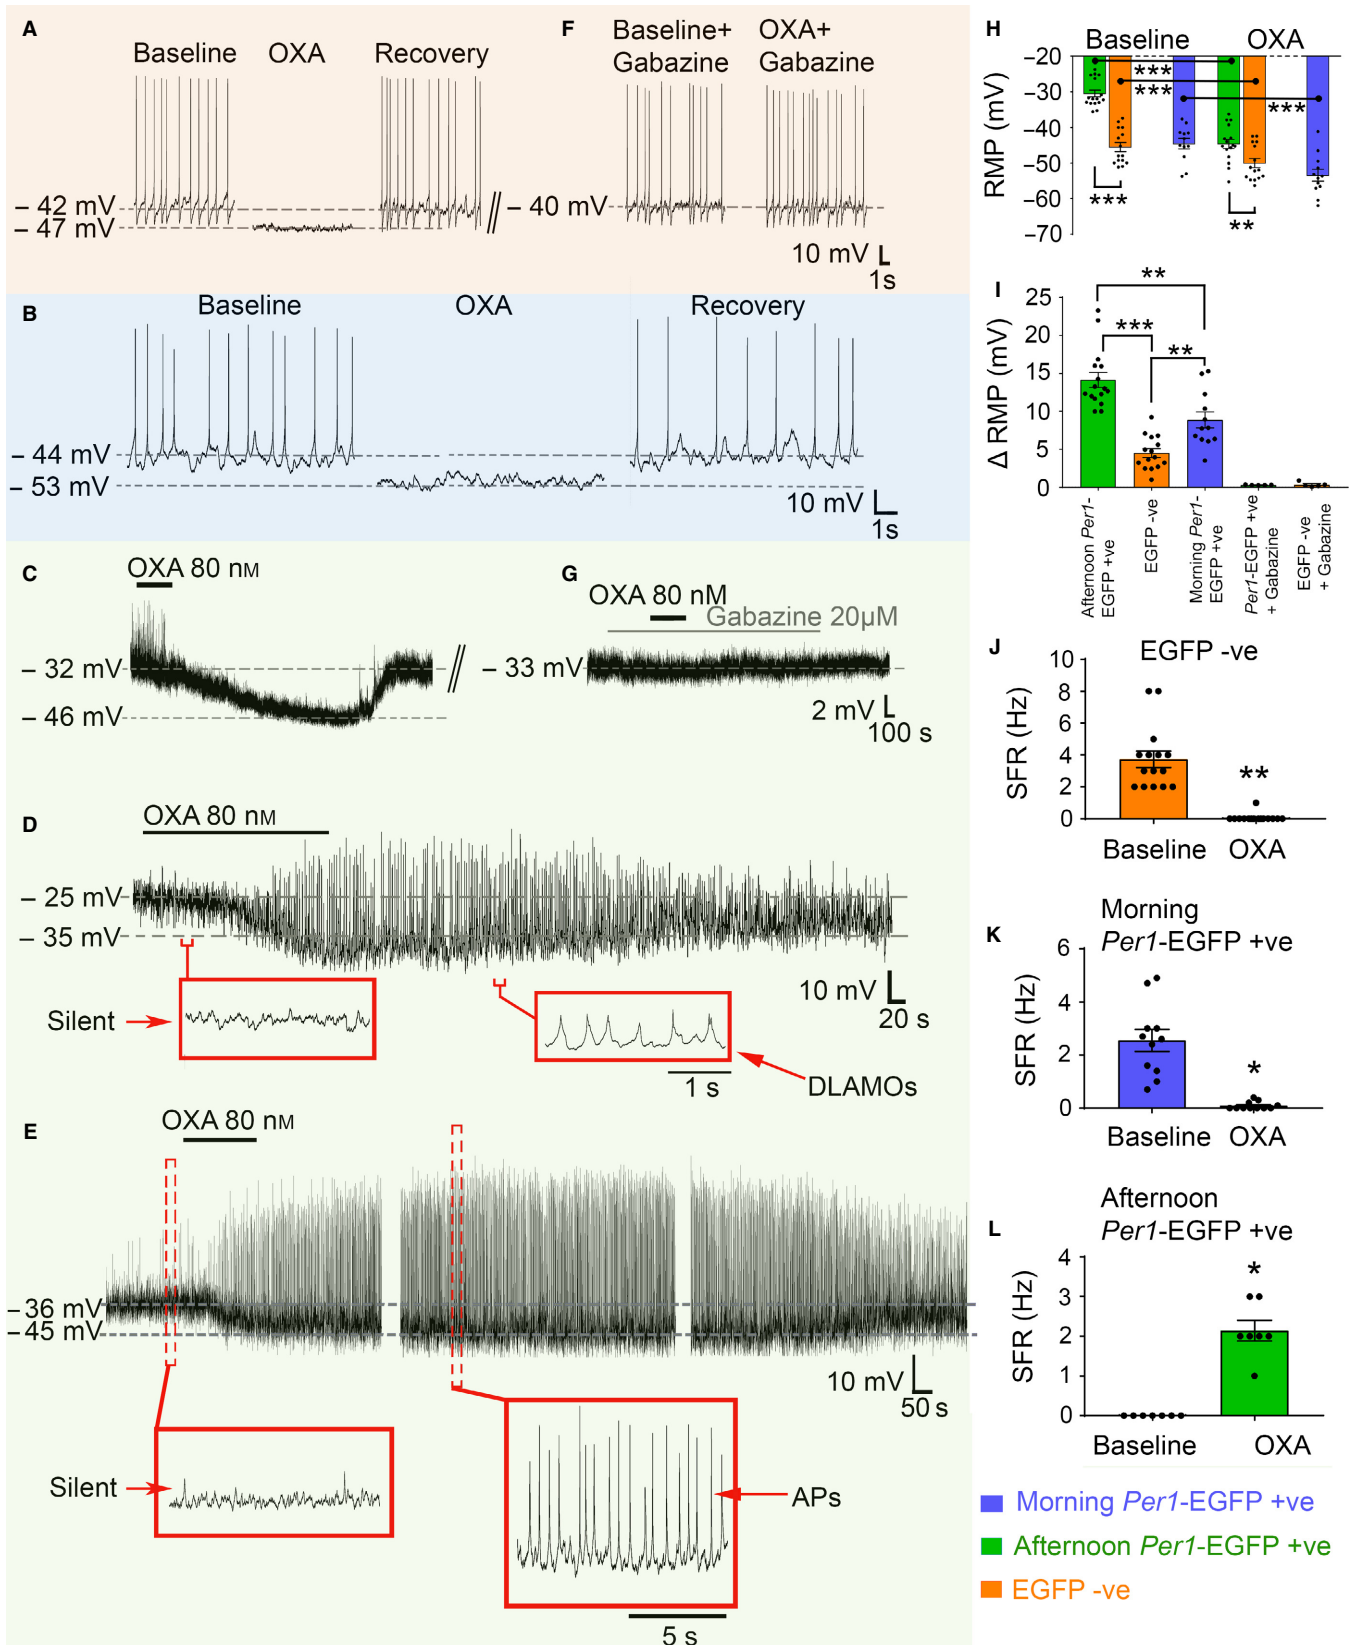 A
Baseline OXA Recovery
– 42 mV
– 47 mV
F
Baseline+ Gabazine
OXA+ Gabazine
– 40 mV
10 mV
1s
B
Baseline OXA Recovery
– 44 mV
– 53 mV
10 mV
1s
C
OXA 80 nM
– 32 mV
– 46 mV
G
OXA 80 nM
Gabazine 20µM
– 33 mV
2 mV
100 s
D
OXA 80 nM
– 25 mV
– 35 mV
10 mV
20 s
Silent
1 s
DLAMOs
E
OXA 80 nM
– 36 mV
– 45 mV
10 mV
50 s
Silent
APs
5 s
H
Baseline OXA
RMP (mV)
–20
–30
–40
–50
–60
–70
***
***
***
***
**
I
Δ RMP (mV)
25
20
15
10
5
0
**
***
**
Afternoon Per1-
EGFP +ve
EGFP -ve
Morning Per1-
EGFP +ve
Per1-EGFP +ve
+ Gabazine
EGFP -ve
+ Gabazine
J
EGFP -ve
SFR (Hz)
10
8
6
4
2
0
**
Baseline OXA
K
Morning
Per1-EGFP +ve
SFR (Hz)
6
4
2
0
*
Baseline OXA
L
Afternoon
Per1-EGFP +ve
SFR (Hz)
4
3
2
1
0
*
Baseline OXA
Morning Per1-EGFP +ve
Afternoon Per1-EGFP +ve
EGFP -ve